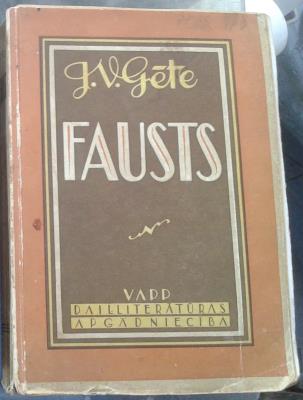 J.V. Gēte
FAUSTS
VAPP
DAIĻLITERATŪRAS
APGĀDNIECĪBA